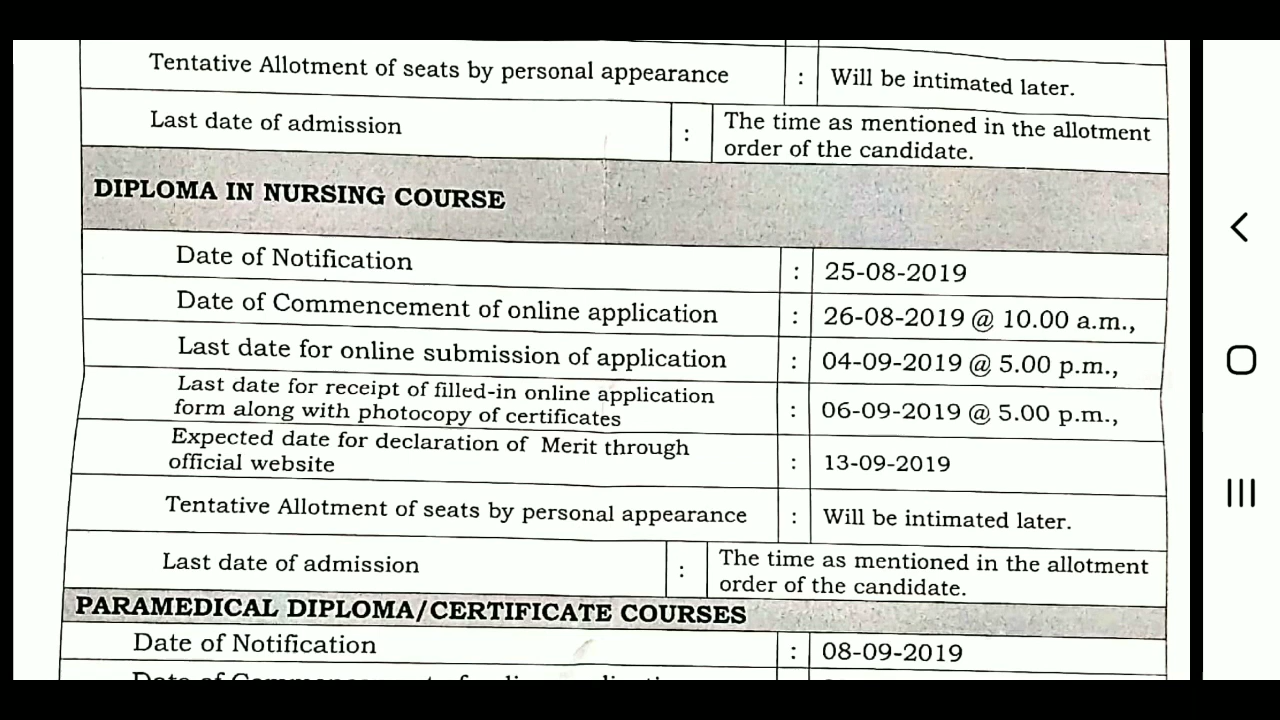 Tentative Allotment of seats by personal appearance : Will be intimated later.
Last date of admission : The time as mentioned in the allotment
order of the candidate.
DIPLOMA IN NURSING COURSE
Date of Notification : 25-08-2019
Date of Commencement of online application : 26-08-2019 @ 10.00 a.m.,
Last date for online submission of application : 04-09-2019 @ 5.00 p.m.,
Last date for receipt of filled-in online application
form along with photocopy of certificates : 06-09-2019 @ 5.00 p.m.,
Expected date for declaration of Merit through
official website : 13-09-2019
Tentative Allotment of seats by personal appearance : Will be intimated later.
Last date of admission : The time as mentioned in the allotment
order of the candidate.
PARAMEDICAL DIPLOMA/CERTIFICATE COURSES
Date of Notification : 08-09-2019